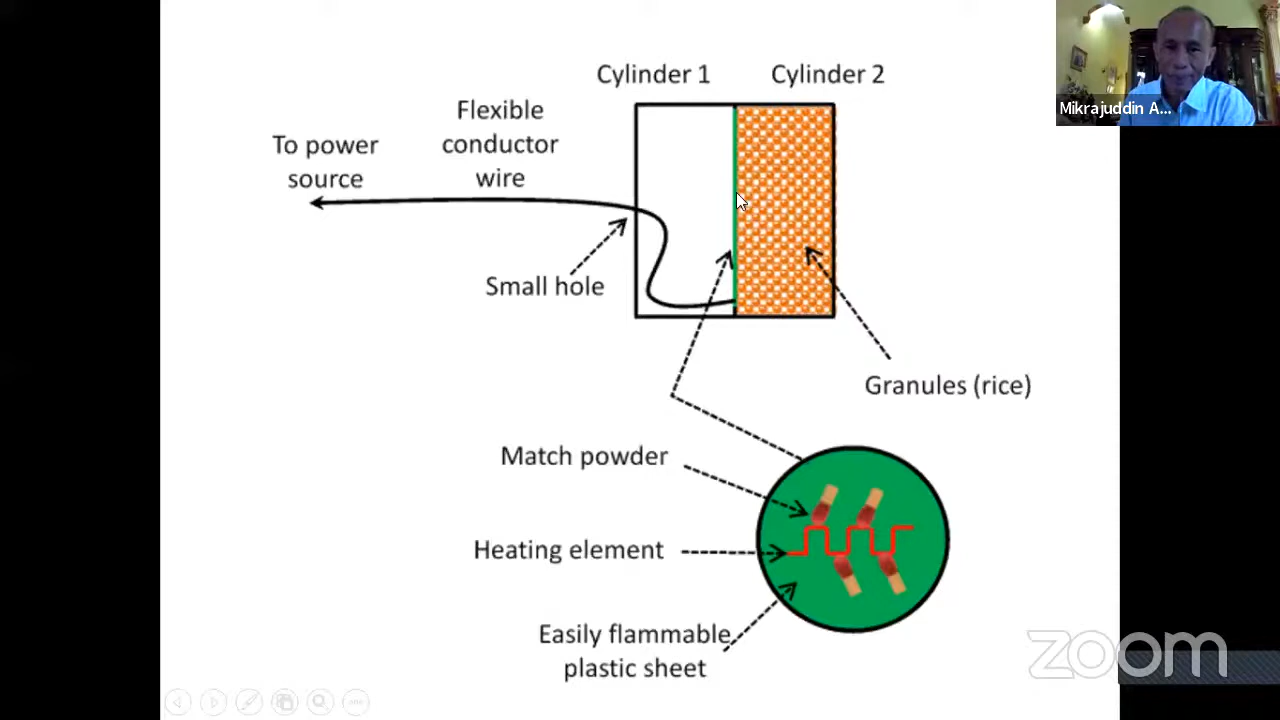 Cylinder 1
Cylinder 2
Mikrajuddin A...
Flexible
conductor
wire
To power
source
Small hole
Granules (rice)
Match powder
Heating element
Easily flammable
plastic sheet
zoom